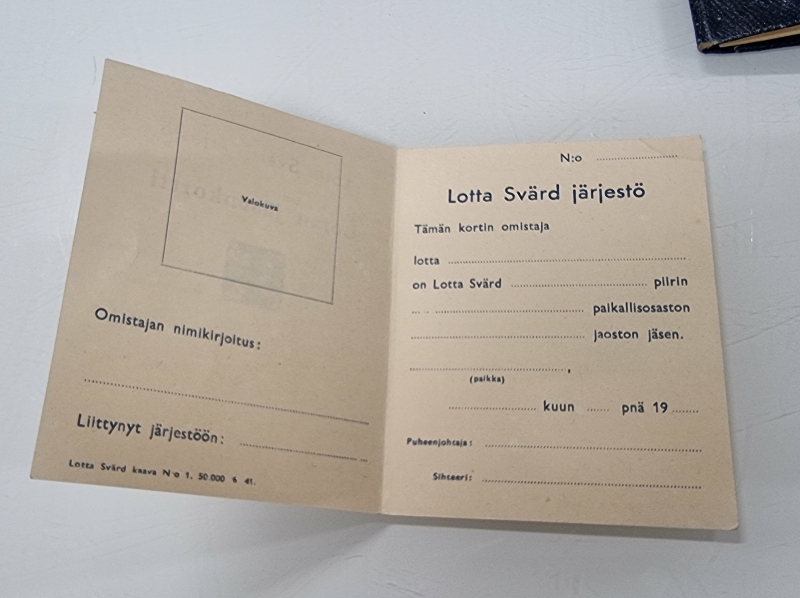 Valokuva
Omistajan nimikirjoitus:
Liittynyt järjestöön:
Lotta Svärd kaava N:o 1. 50.000 6 41.
N:o
Lotta Svärd järjestö
Tämän kortin omistaja
lotta
on Lotta Svärd piirin
paikallisosaston
jaoston jäsen.
,
(paikka)
kuun pnä 19
Puheenjohtaja:
Sihteeri: